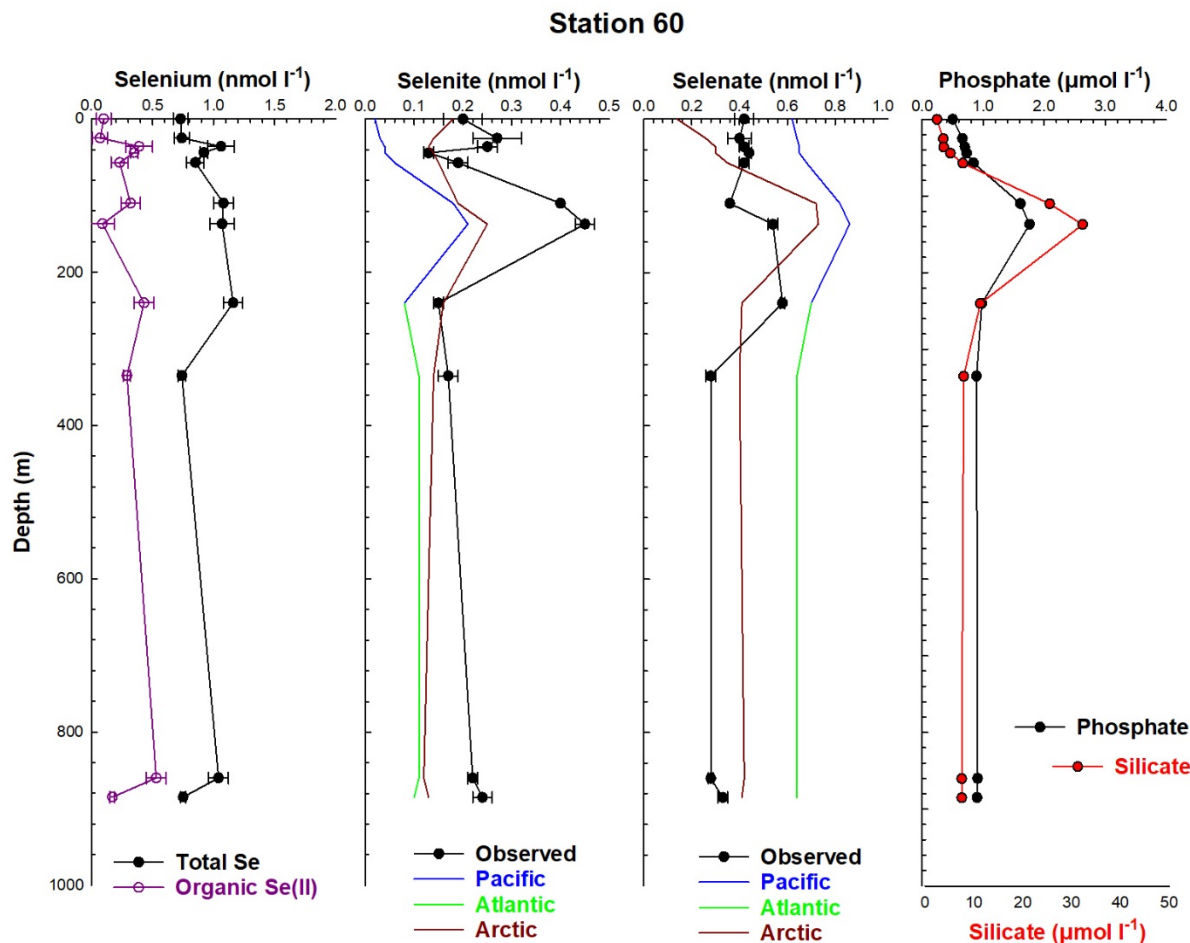 Station 60
Selenium (nmol l-1)
0.0 0.5 1.0 1.5 2.0
Selenite (nmol l-1)
0.0 0.1 0.2 0.3 0.4 0.5
Selenate (nmol l-1)
0.0 0.2 0.4 0.6 0.8 1.0
Phosphate (µmol l-1)
0.0 1.0 2.0 3.0 4.0
Depth (m)
0
200
400
600
800
1000
Total Se
Organic Se(II)
Observed
Pacific
Atlantic
Arctic
Observed
Pacific
Atlantic
Arctic
Phosphate
Silicate
0 10 20 30 40 50
Silicate (µmol l-1)